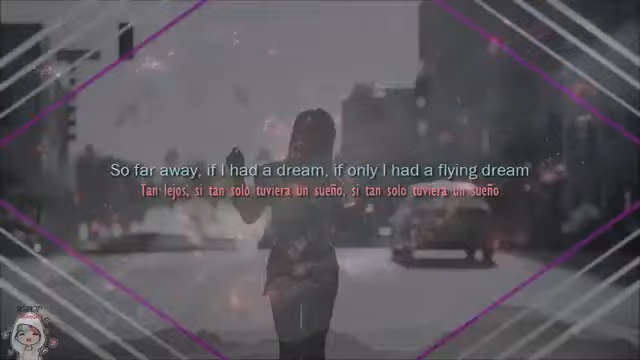 So far away, if I had a dream, if only I had a flying dream
Tan lejos, si tan solo tuviera un sueño, si tan solo tuviera un sueño